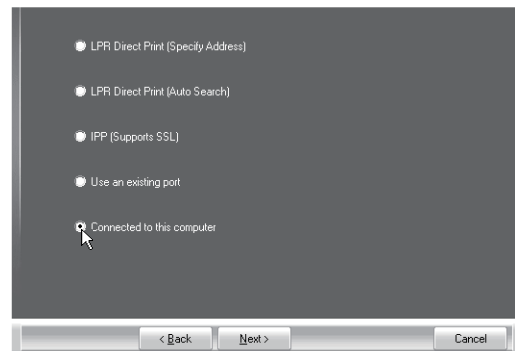 LPR Direct Print (Specify Address)
LPR Direct Print (Auto Search)
IPP (Supports SSL)
Use an existing port
Connected to this computer
< Back Next > Cancel